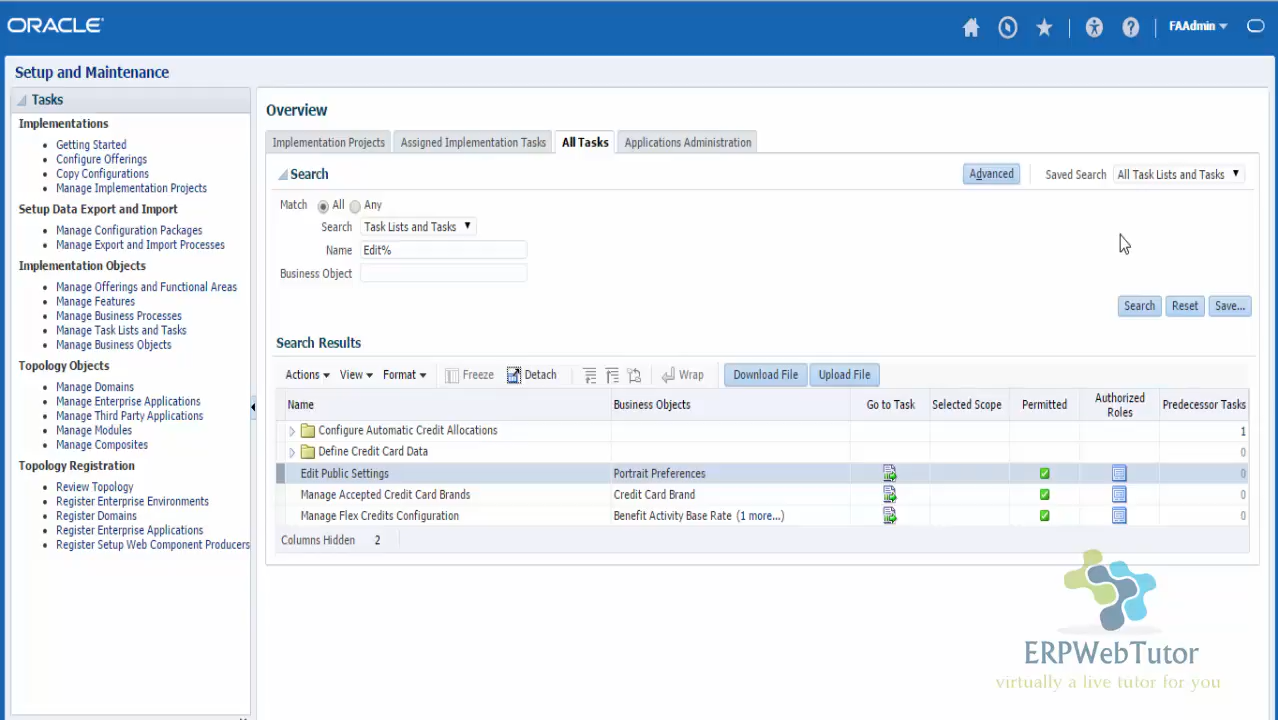 ORACLE
FAAdmin
Setup and Maintenance
Tasks
Implementations
Getting Started
Configure Offerings
Copy Configurations
Manage Implementation Projects
Setup Data Export and Import
Manage Configuration Packages
Manage Export and Import Processes
Implementation Objects
Manage Offerings and Functional Areas
Manage Features
Manage Business Processes
Manage Task Lists and Tasks
Manage Business Objects
Topology Objects
Manage Domains
Manage Enterprise Applications
Manage Third Party Applications
Manage Modules
Manage Composites
Topology Registration
Review Topology
Register Enterprise Environments
Register Domains
Register Enterprise Applications
Register Setup Web Component Producers
Overview
Implementation Projects Assigned Implementation Tasks All Tasks Applications Administration
Search Advanced Saved Search All Task Lists and Tasks
Match All Any
Search Task Lists and Tasks
Name Edit%
Business Object
Search Reset Save...
Search Results
Actions View Format Freeze Detach Wrap Download File Upload File
Name Business Objects Go to Task Selected Scope Permitted Authorized Roles Predecessor Tasks
Configure Automatic Credit Allocations 1
Define Credit Card Data 0
Edit Public Settings Portrait Preferences 0
Manage Accepted Credit Card Brands Credit Card Brand 0
Manage Flex Credits Configuration Benefit Activity Base Rate (1 more...) 0
Columns Hidden 2
ERPWebTutor
virtually a live tutor for you